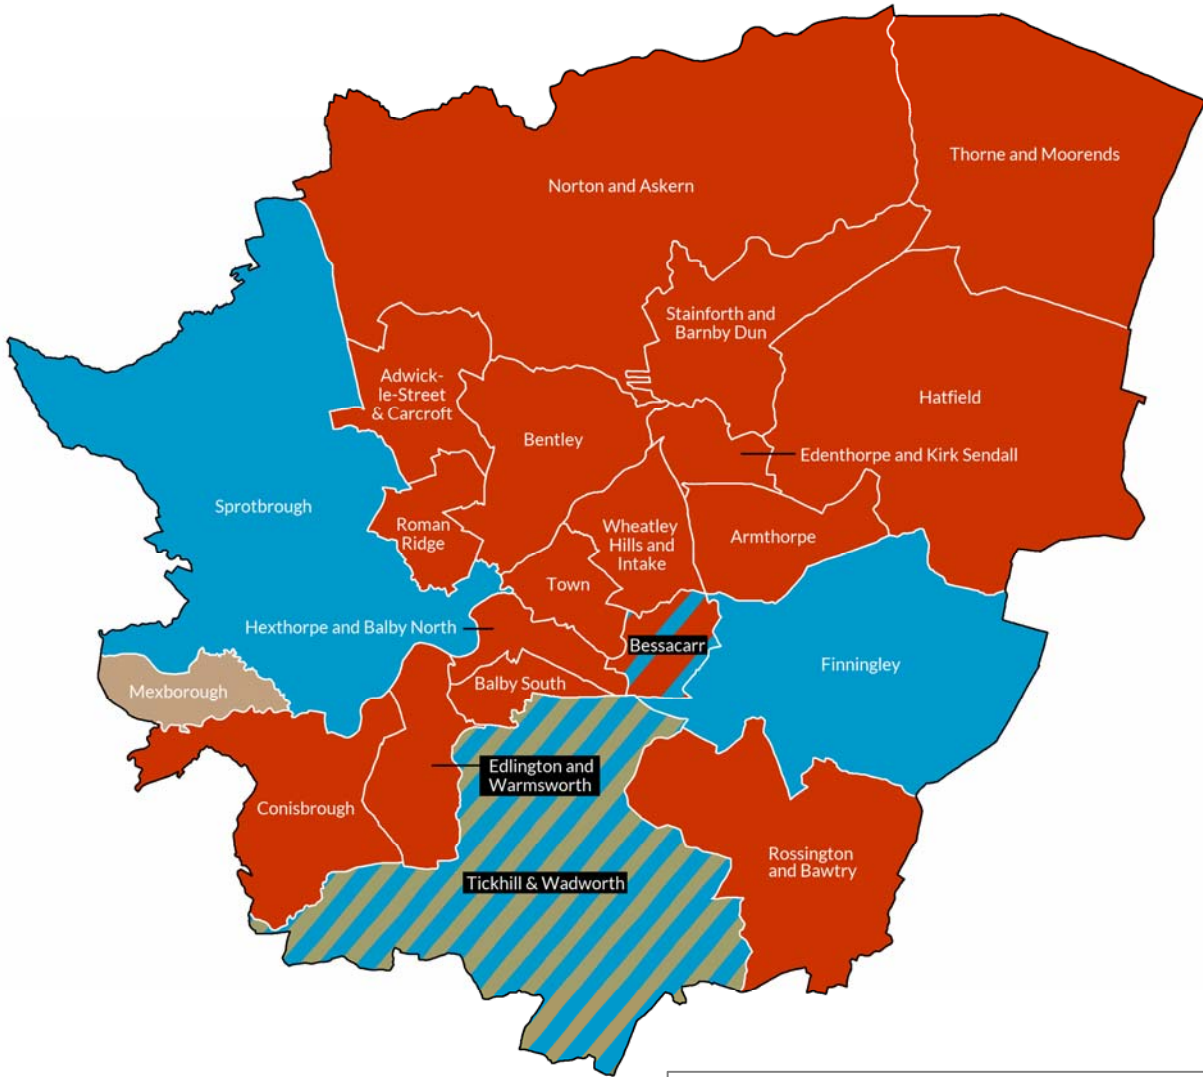 Thorne and Moorends
Norton and Askern
Stainforth and
Barnby Dun
Adwick-
le-Street
& Carcroft
Hatfield
Bentley
Edenthorpe and Kirk Sendall
Sprotbrough
Roman
Ridge
Wheatley
Hills and
Intake
Armthorpe
Town
Hexthorpe and Balby North
Bessacarr
Finningley
Mexborough
Balby South
Edlington and
Warmsworth
Conisbrough
Rossington
and Bawtry
Tickhill & Wadworth